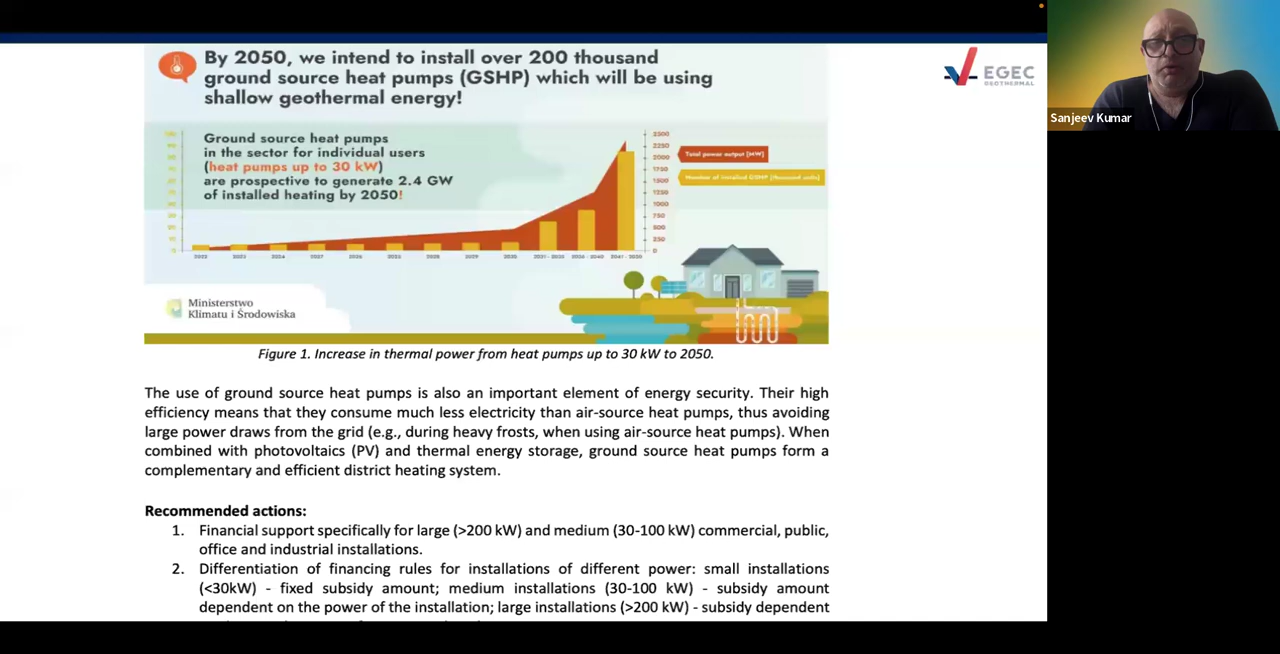 By 2050, we intend to install over 200 thousand
ground source heat pumps (GSHP) which will be using
shallow geothermal energy!
EGEC
GEOTHERMAL
Sanjeev Kumar
Ground source heat pumps
in the sector for individual users
(heat pumps up to 30 kW)
are prospective to generate 2.4 GW
of installed heating by 2050!
Total power output [MW]
Number of installed GSHP [thousand units]
2250
2000
1750
1500
1250
1000
750
500
250
0
Ministerstwo
Klimatu i Środowiska
Figure 1. Increase in thermal power from heat pumps up to 30 kW to 2050.
The use of ground source heat pumps is also an important element of energy security. Their high
efficiency means that they consume much less electricity than air-source heat pumps, thus avoiding
large power draws from the grid (e.g., during heavy frosts, when using air-source heat pumps). When
combined with photovoltaics (PV) and thermal energy storage, ground source heat pumps form a
complementary and efficient district heating system.
Recommended actions:
1. Financial support specifically for large (>200 kW) and medium (30-100 kW) commercial, public,
office and industrial installations.
2. Differentiation of financing rules for installations of different power: small installations
(<30kW) - fixed subsidy amount; medium installations (30-100 kW) - subsidy amount
dependent on the power of the installation; large installations (>200 kW) - subsidy dependent